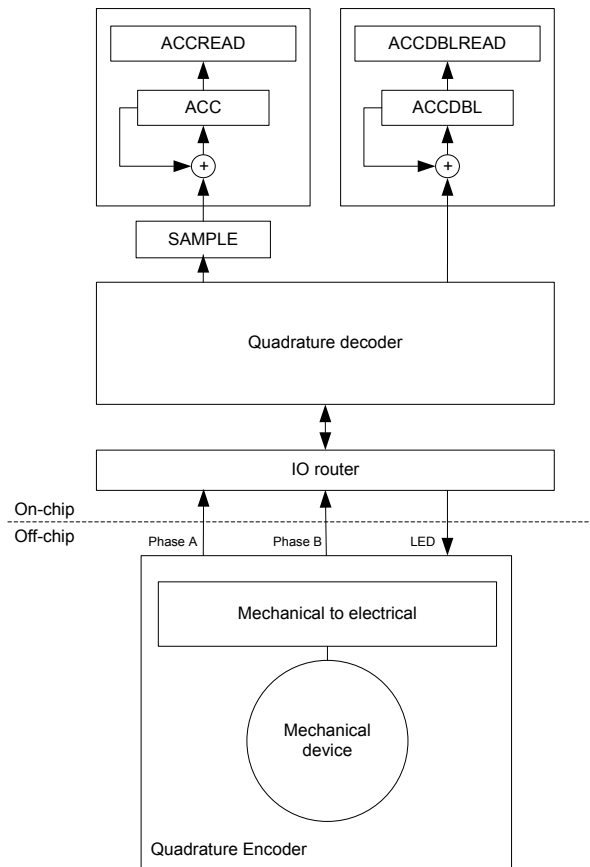 ACCREAD
ACCDBLREAD
ACC
ACCDBL
+
+
SAMPLE
Quadrature decoder
IO router
On-chip
Off-chip
Phase A
Phase B
LED
Mechanical to electrical
Mechanical
device
Quadrature Encoder